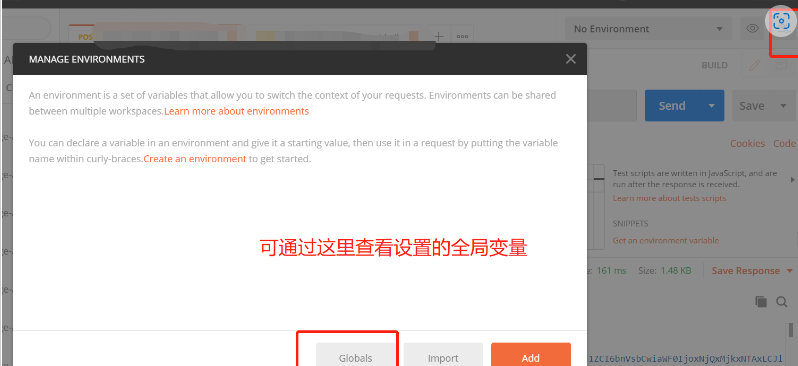 POST
No Environment
MANAGE ENVIRONMENTS
BUILD
An environment is a set of variables that allow you to switch the context of your requests. Environments can be shared
between multiple workspaces.Learn more about environments
Send
Save
You can declare a variable in an environment and give it a starting value, then use it in a request by putting the variable
name within curly-braces.Create an environment to get started.
Cookies Code
Test scripts are written in JavaScript, and are
run after the response is received.
Learn more about tests scripts
SNIPPETS
Get an environment variable
可通过这里查看设置的全局变量
161 ms Size: 1.48 KB Save Response
Globals
Import
Add